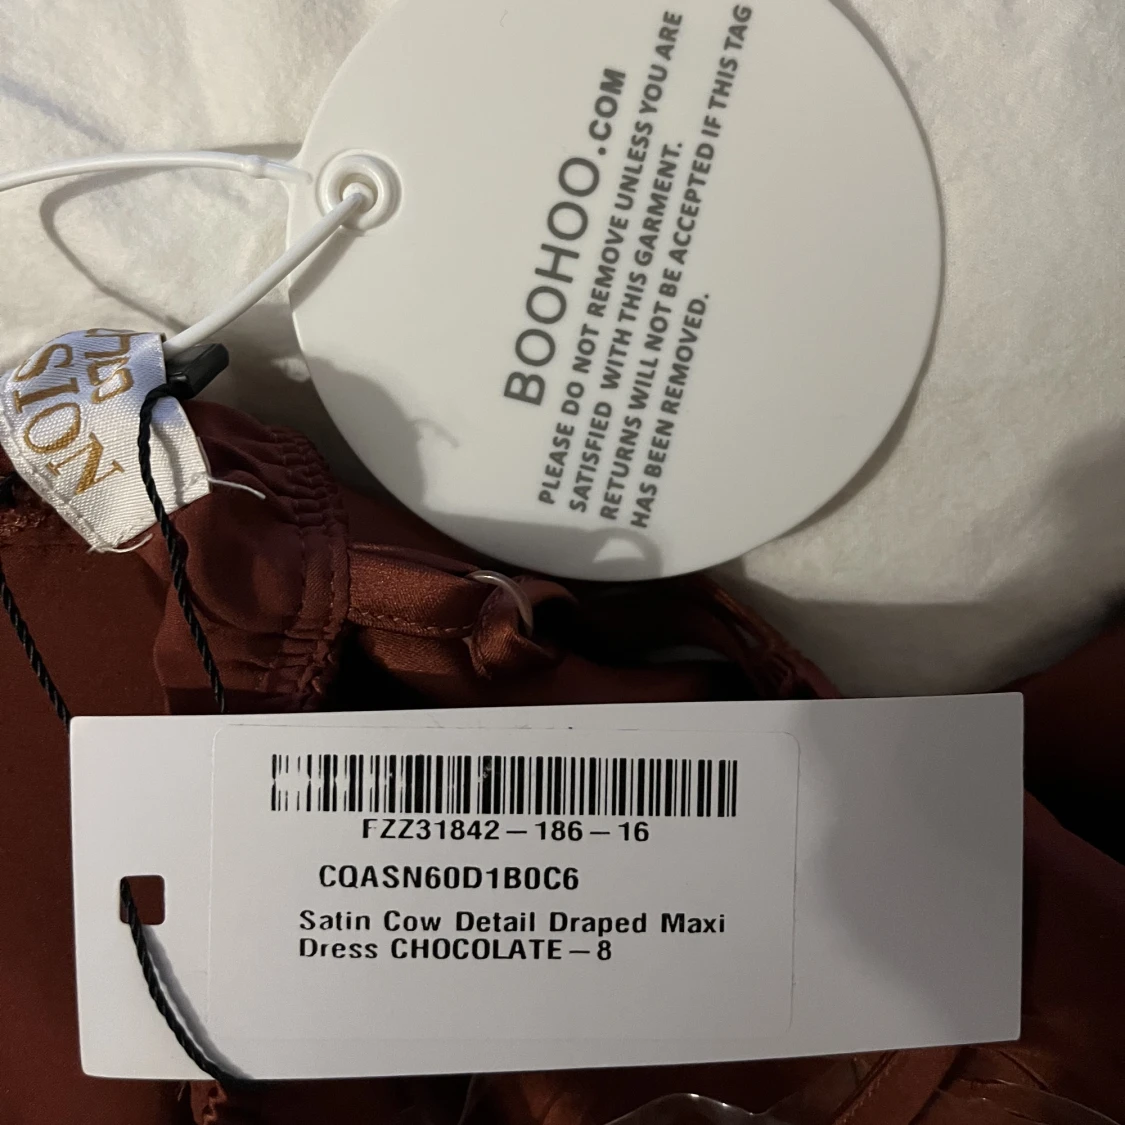 BOOHOO.COM
PLEASE DO NOT REMOVE UNLESS YOU ARE
SATISFIED WITH THIS GARMENT.
RETURNS WILL NOT BE ACCEPTED IF THIS TAG
HAS BEEN REMOVED.
FZZ31842-186-16
CQASN60D1B0C6
Satin Cow Detail Draped Maxi
Dress CHOCOLATE-8